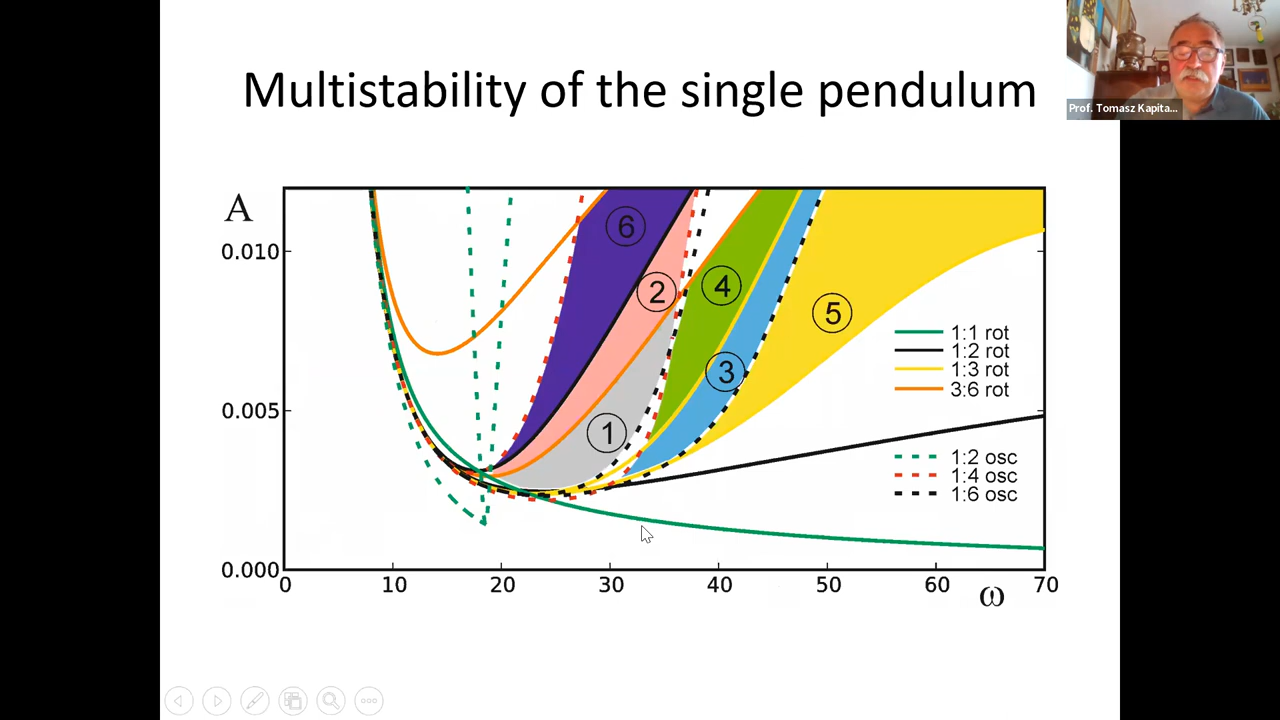 Multistability of the single pendulum
Prof. Tomasz Kapita...
A
0.010
0.005
0.000
0
10
20
30
40
50
60
70
ω
6
2
4
5
3
1
1:1 rot
1:2 rot
1:3 rot
3:6 rot
1:2 osc
1:4 osc
1:6 osc